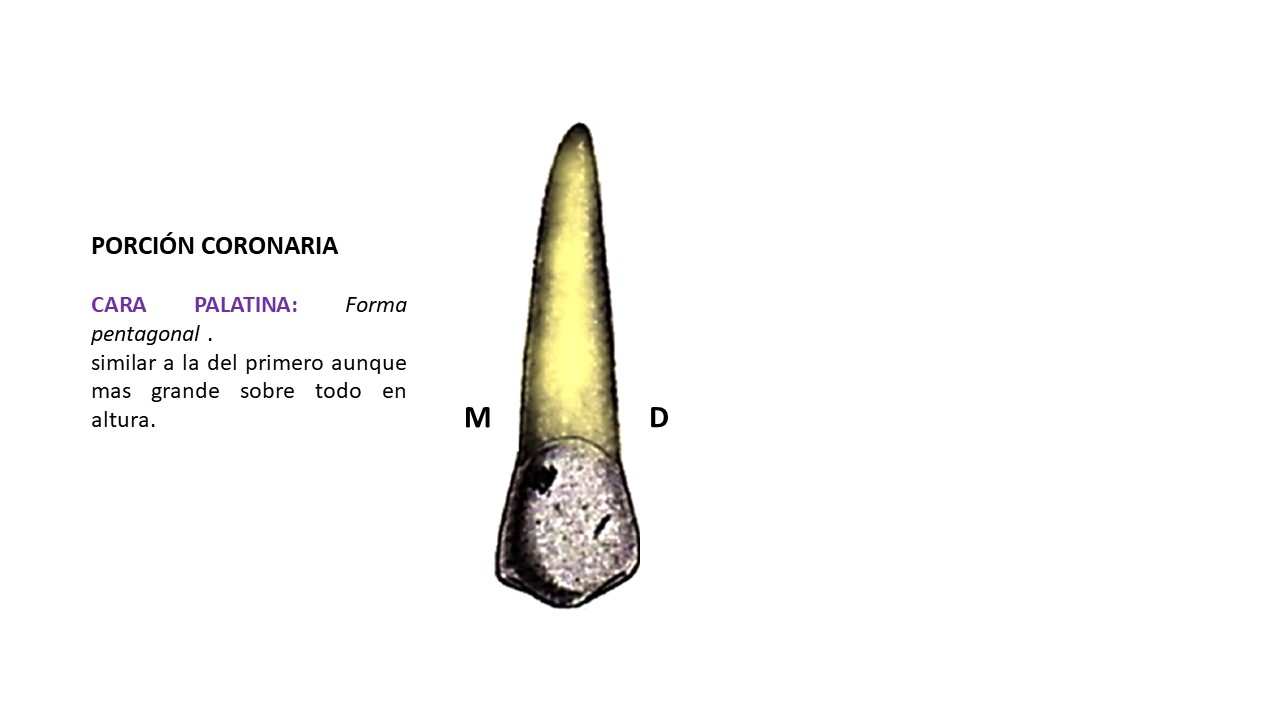 PORCIÓN CORONARIA
CARA PALATINA: Forma
pentagonal .
similar a la del primero aunque
mas grande sobre todo en
altura.
M
D